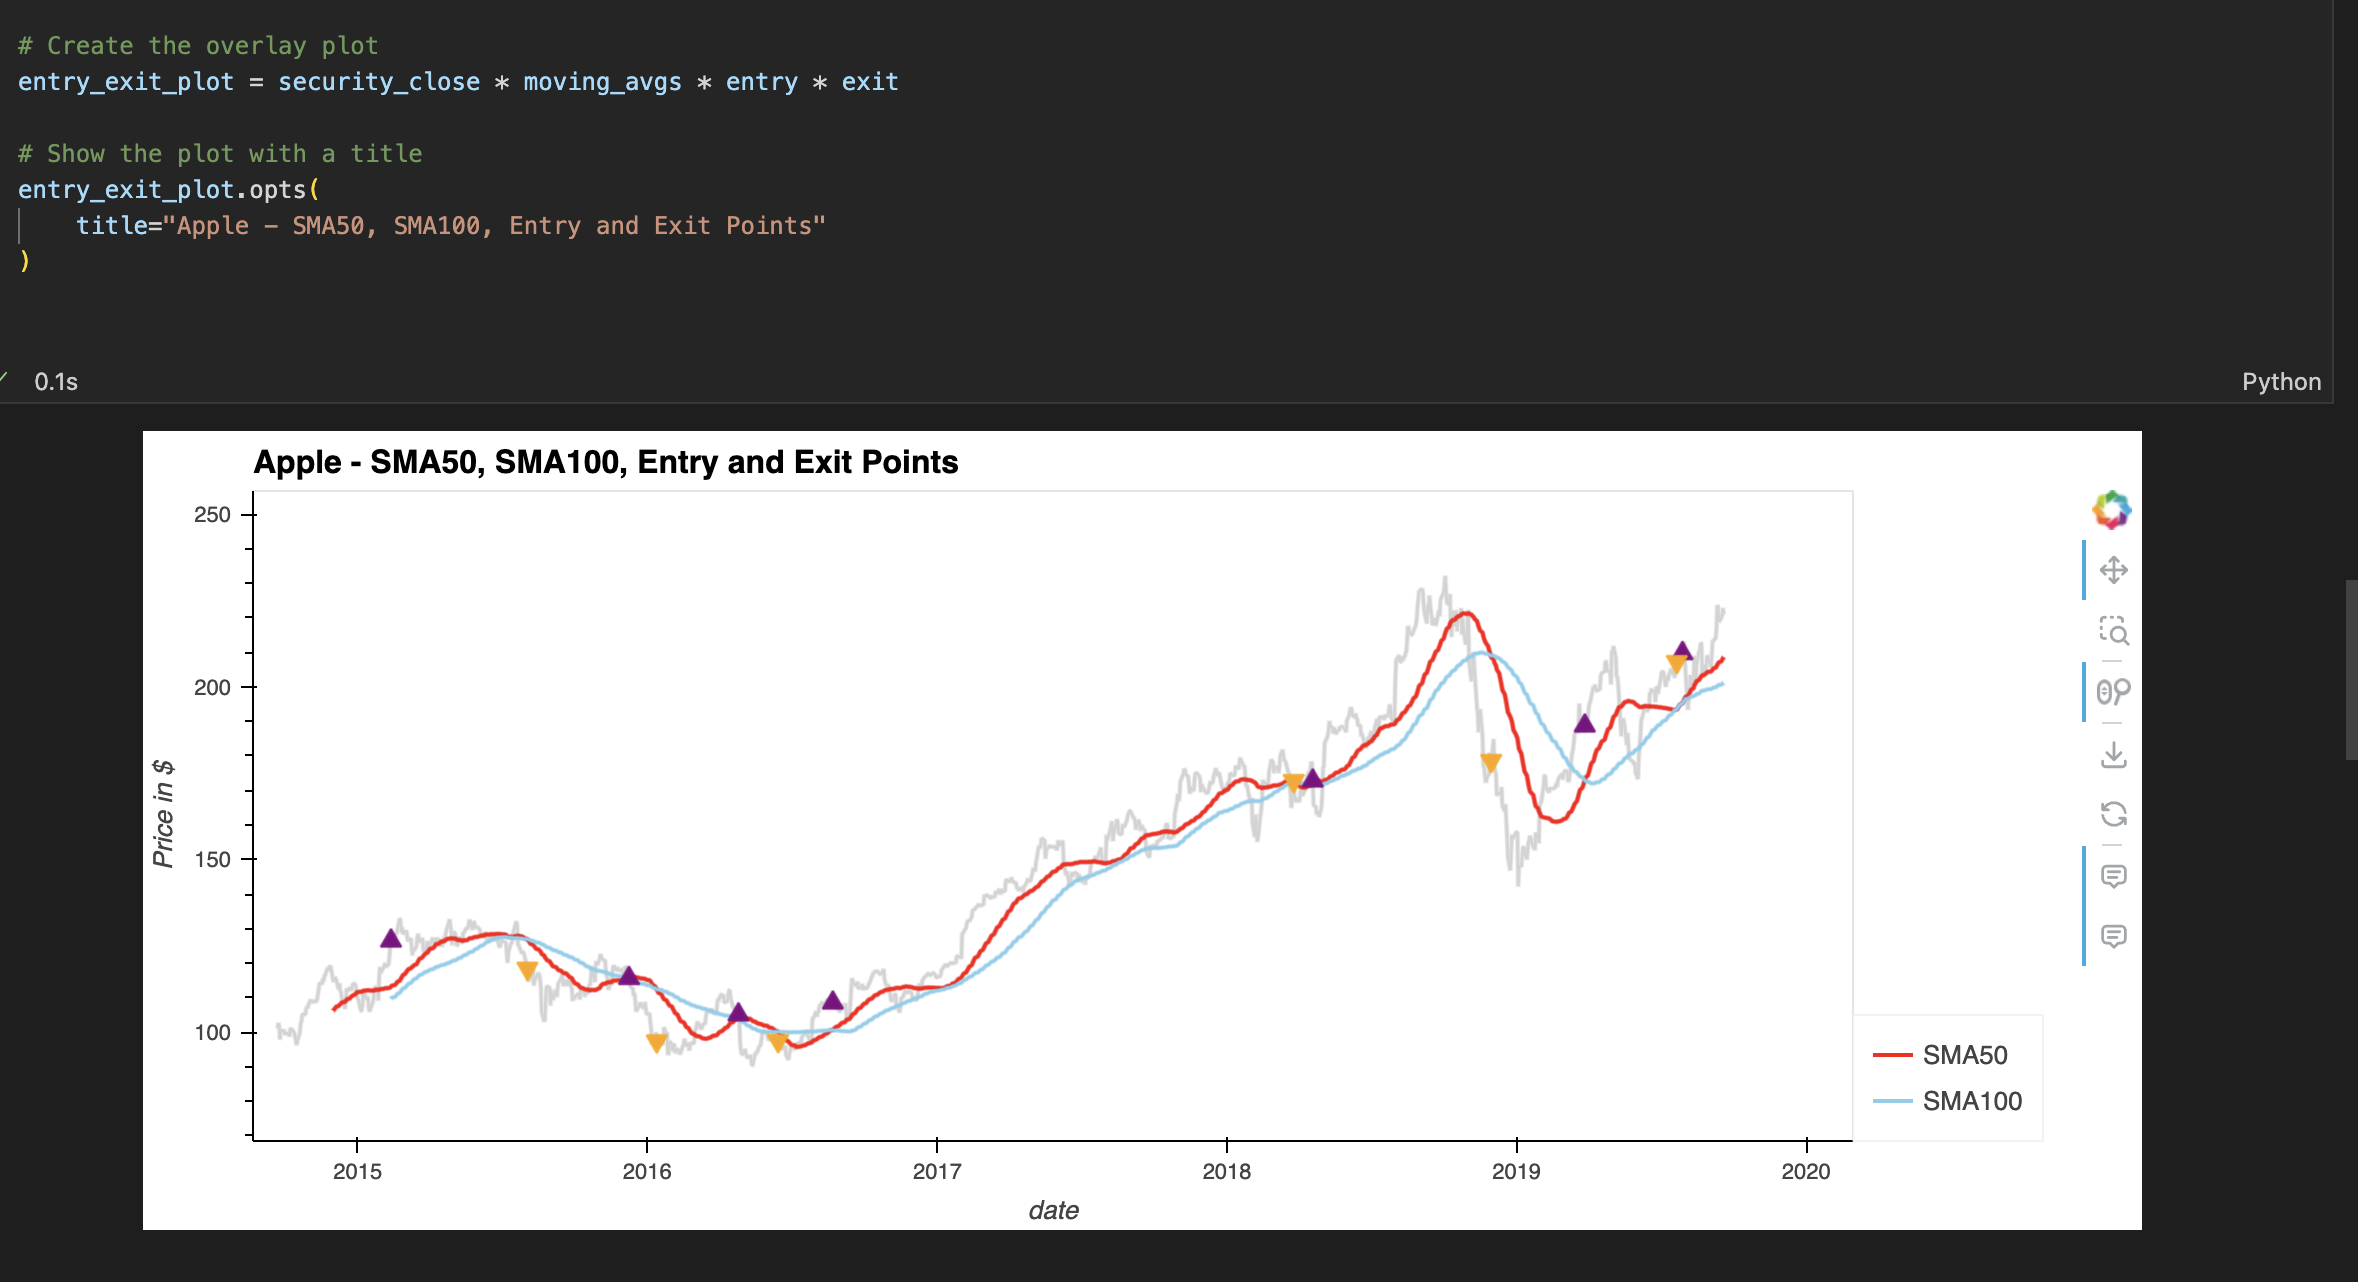 # Create the overlay plot
entry_exit_plot = security_close * moving_avgs * entry * exit
# Show the plot with a title
entry_exit_plot.opts(
title="Apple – SMA50, SMA100, Entry and Exit Points"
)
0.1s
Python
Apple - SMA50, SMA100, Entry and Exit Points
250
200
150
100
Price in $
2015
2016
2017
2018
2019
2020
date
SMA50
SMA100